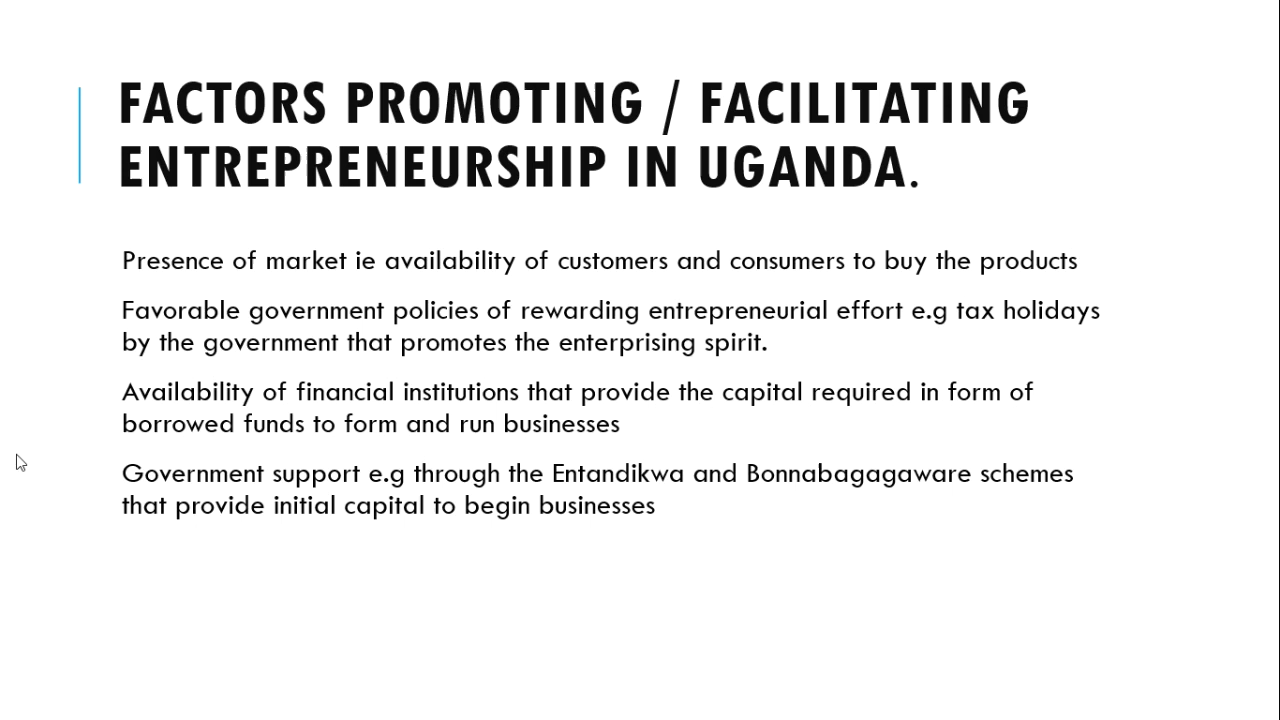 FACTORS PROMOTING / FACILITATING
ENTREPRENEURSHIP IN UGANDA.
Presence of market ie availability of customers and consumers to buy the products
Favorable government policies of rewarding entrepreneurial effort e.g tax holidays
by the government that promotes the enterprising spirit.
Availability of financial institutions that provide the capital required in form of
borrowed funds to form and run businesses
Government support e.g through the Entandikwa and Bonnabagagaware schemes
that provide initial capital to begin businesses